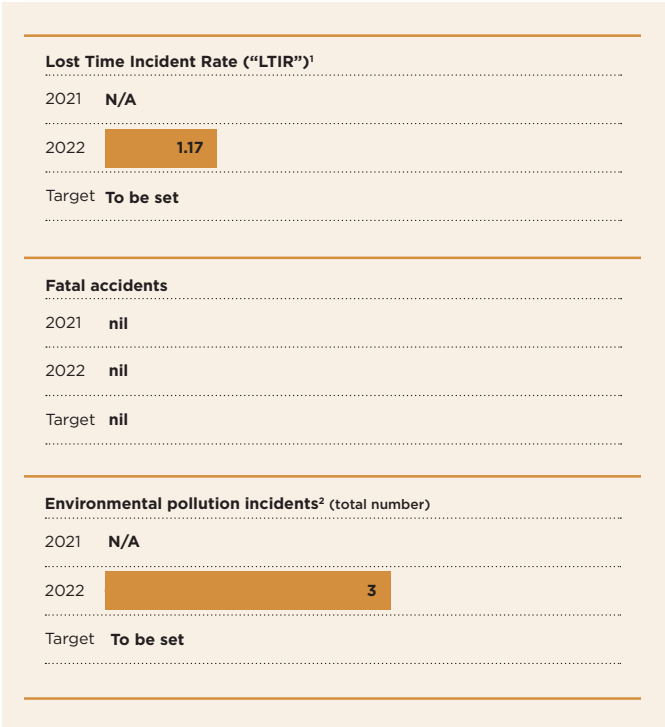 Lost Time Incident Rate (“LTIR”)¹
2021 N/A
2022 1.17
Target To be set
Fatal accidents
2021 nil
2022 nil
Target nil
Environmental pollution incidents² (total number)
2021 N/A
2022 3
Target To be set